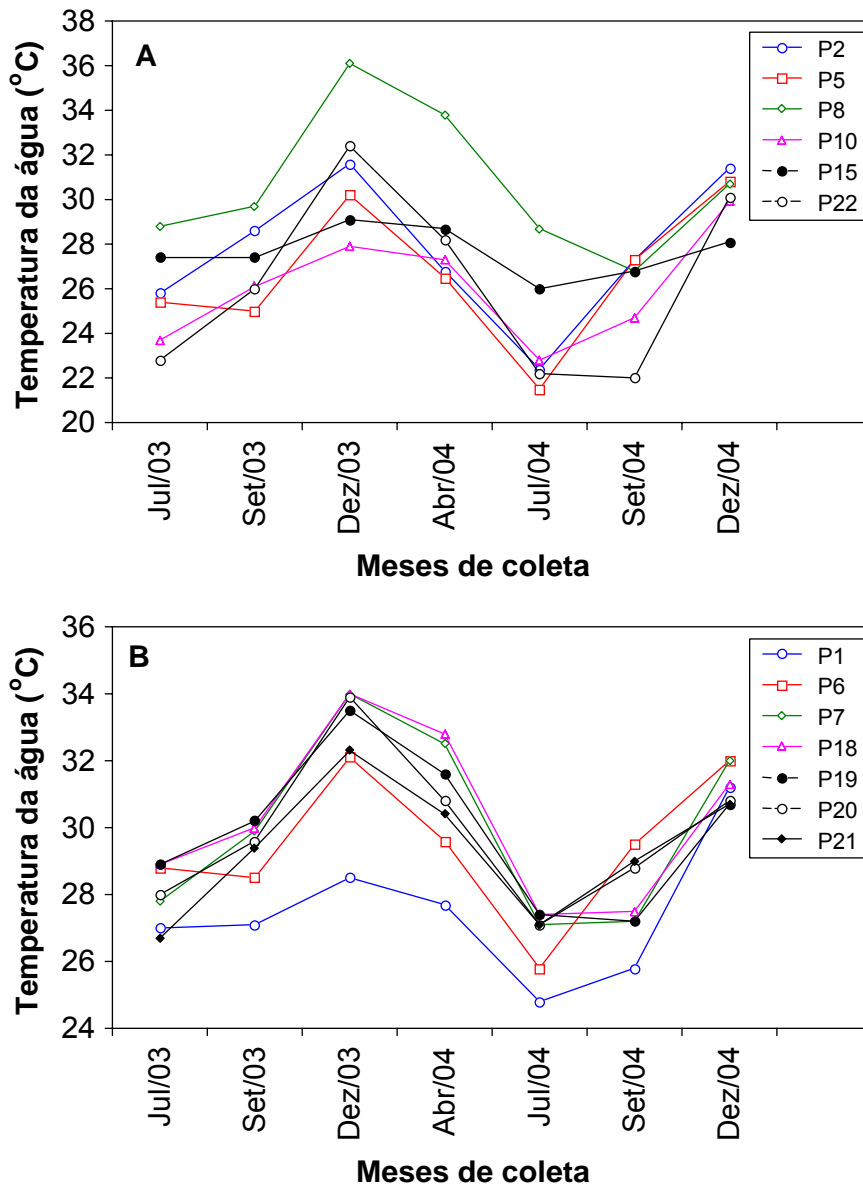 A
Temperatura da água (°C)
38
36
34
32
30
28
26
24
22
20
Jul/03
Set/03
Dez/03
Abr/04
Jul/04
Set/04
Dez/04
Meses de coleta
P2
P5
P8
P10
P15
P22
B
Temperatura da água (°C)
36
34
32
30
28
26
24
Jul/03
Set/03
Dez/03
Abr/04
Jul/04
Set/04
Dez/04
Meses de coleta
P1
P6
P7
P18
P19
P20
P21